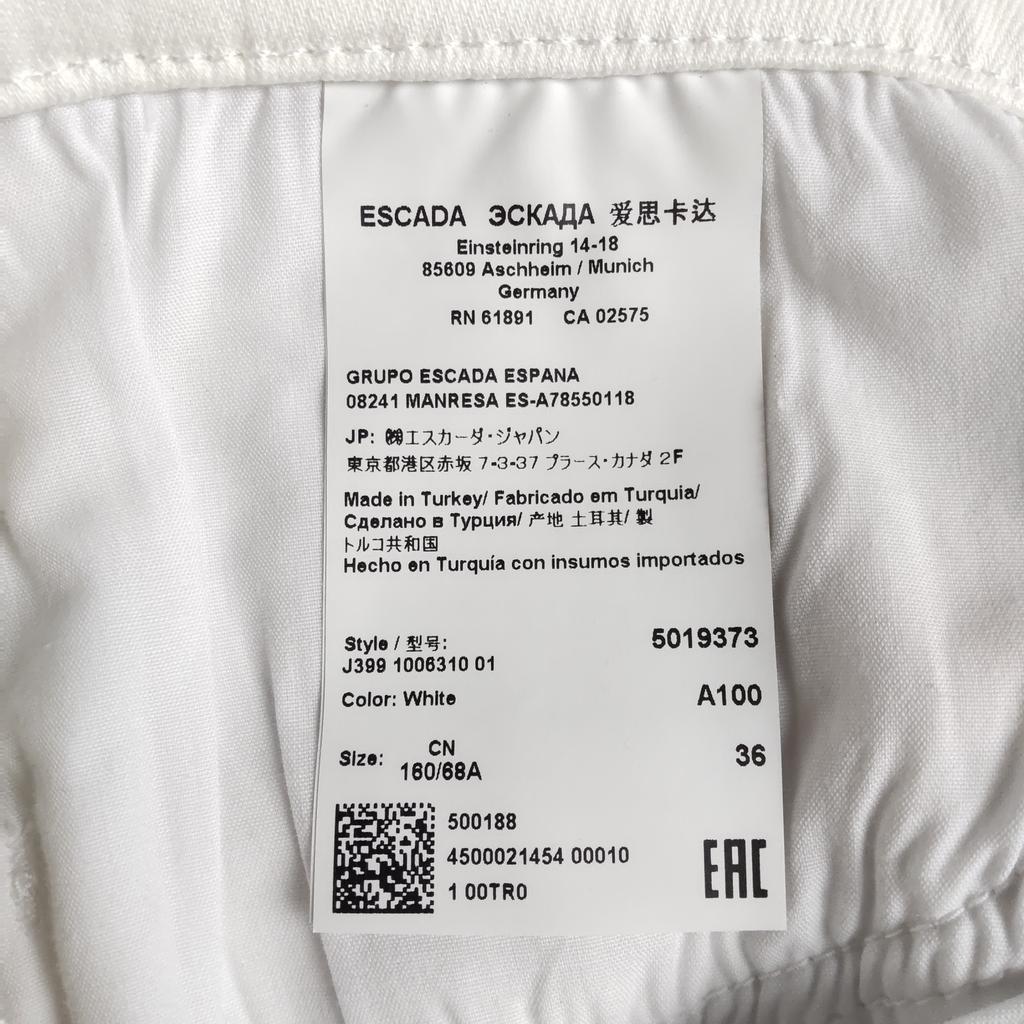 ESCADA ЭСКАДА 爱思卡达
Einsteinring 14-18
85609 Aschheim / Munich
Germany
RN 61891 CA 02575
GRUPO ESCADA ESPANA
08241 MANRESA ES-A78550118
JP: ㈱エスカーダ・ジャパン
東京都港区赤坂 7-3-37 プラース・カナダ 2F
Made in Turkey/ Fabricado em Turquia/
Сделано в Турция/ 产地 土耳其/ 製
トルコ共和国
Hecho en Turquía con insumos importados
Style / 型号: 5019373
J399 1006310 01
Color: White A100
Size: CN 36
160/68A
500188
4500021454 00010
1 00TR0
EAC